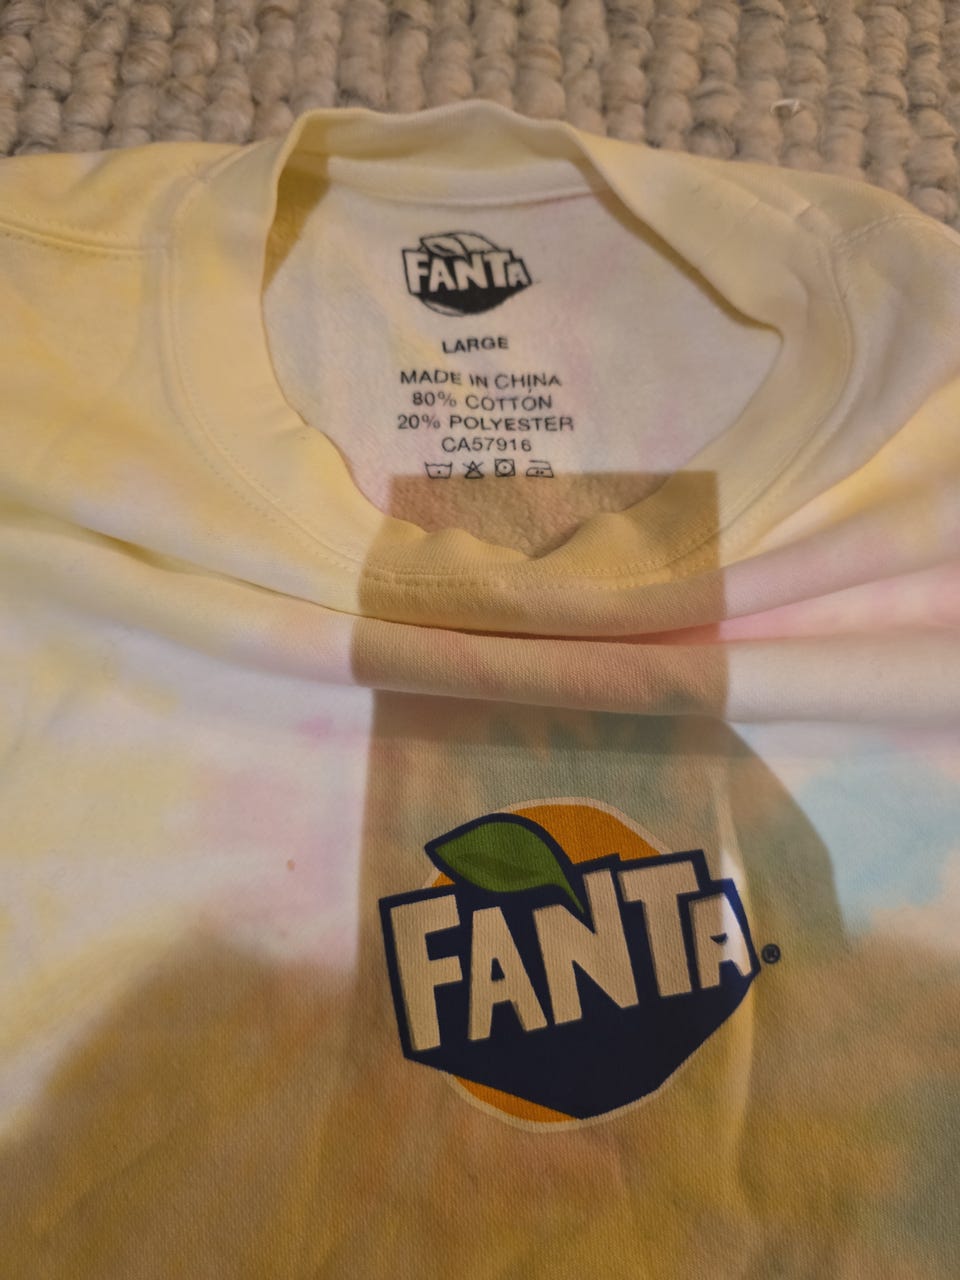 FANTA
LARGE
MADE IN CHINA
80% COTTON
20% POLYESTER
CA57916
FANTA®